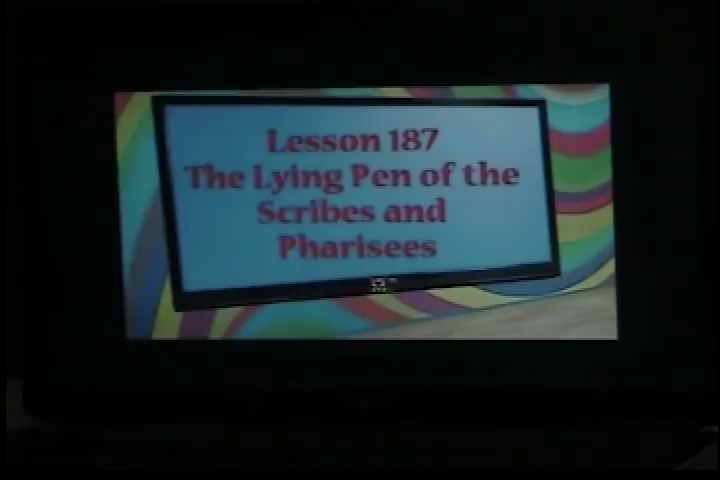 Lesson 187
The Lying Pen of the
Scribes and
Pharisees